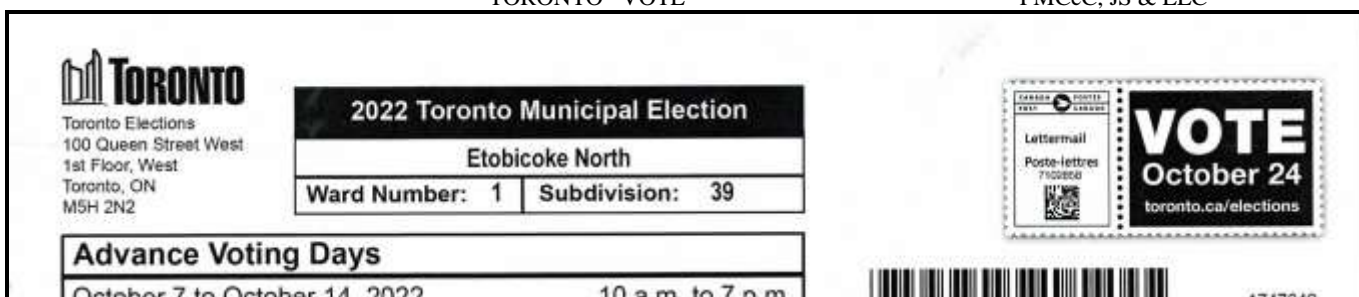 TORONTO
Toronto Elections
100 Queen Street West
1st Floor, West
Toronto, ON
M5H 2N2
2022 Toronto Municipal Election
Etobicoke North
Ward Number: 1 Subdivision: 39
CANADA POSTES
POST CANADA
Lettermail
Poste-lettres
VOTE
October 24
toronto.ca/elections
Advance Voting Days
October 7 to October 14, 2022 10 a.m. to 7 p.m.